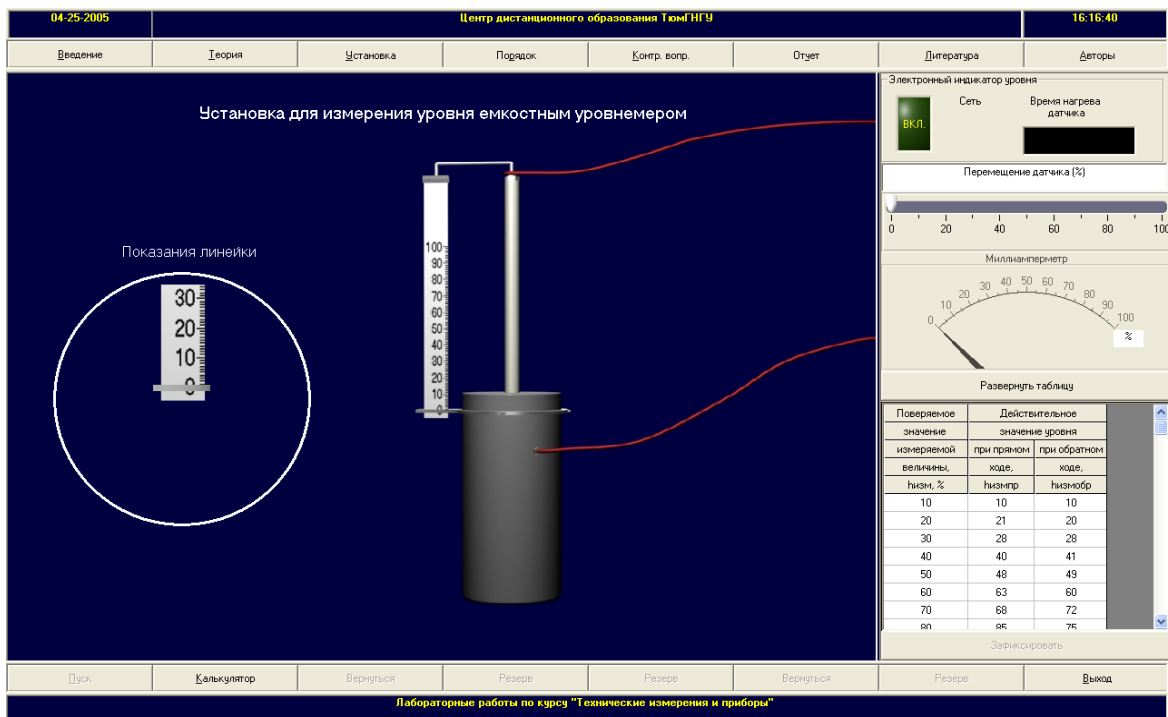 04-25-2005 Центр дистанционного образования ТюмГНГУ 16:16:40
Введение Теория Установка Порядок Контр. вопр. Отчет Литература Авторы
Установка для измерения уровня емкостным уровнемером
Показания линейки
30
20
10
0
100
90
80
70
60
50
40
30
20
10
0
Электронный индикатор уровня
ВКЛ.
Сеть
Время нагрева
датчика
Перемещение датчика (%)
0 20 40 60 80 100
Миллиамперметр
0 10 20 30 40 50 60 70 80 90 100
%
Развернуть таблицу
Поверяемое Действительное
значение значение уровня
измеряемой при прямом при обратном
величины, ходе, ходе,
hизм, % hизмпр hизмобр
10 10 10
20 21 20
30 28 28
40 40 41
50 48 49
60 63 60
70 68 72
80 85 75
Зафиксировать
Пуск Калькулятор Вернуться Резерв Резерв Вернуться Резерв Выход
Лабораторные работы по курсу "Технические измерения и приборы"